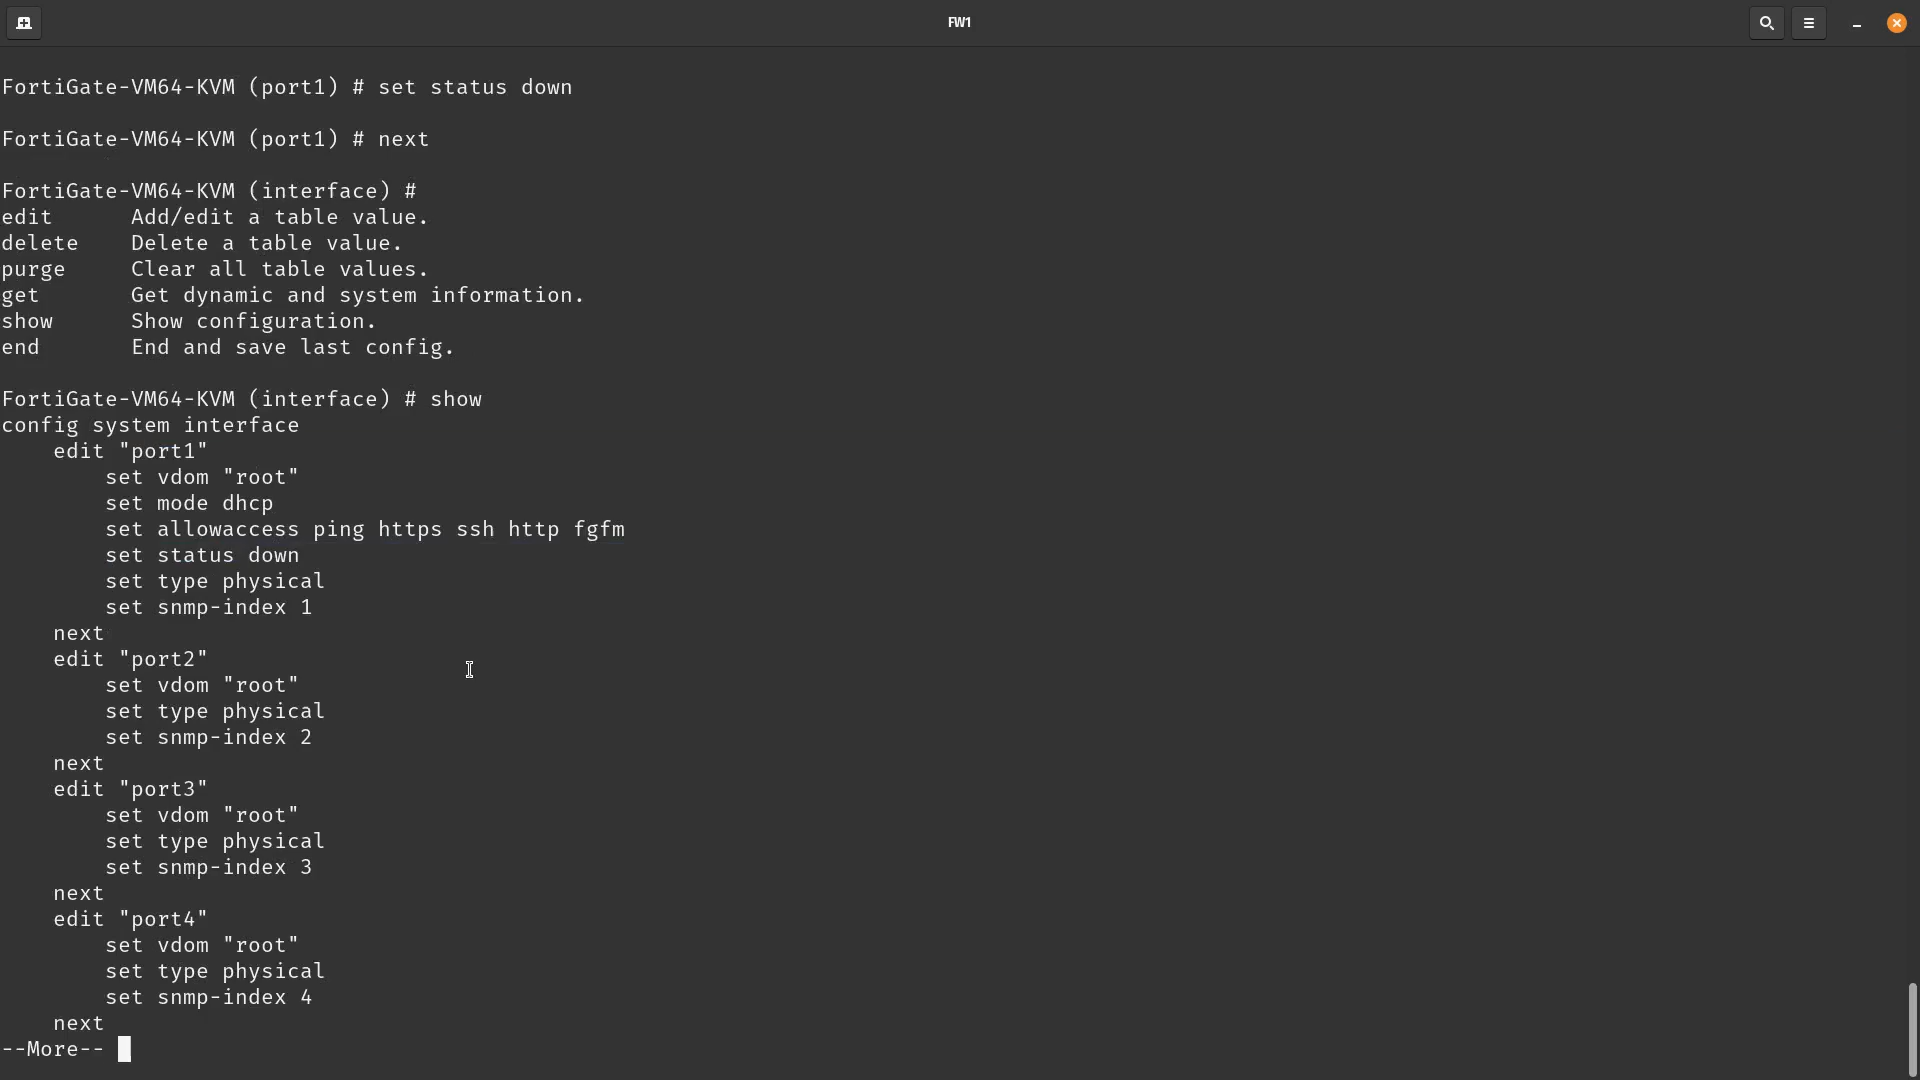 FW1
FortiGate-VM64-KVM (port1) # set status down
FortiGate-VM64-KVM (port1) # next
FortiGate-VM64-KVM (interface) #
edit      Add/edit a table value.
delete    Delete a table value.
purge     Clear all table values.
get       Get dynamic and system information.
show      Show configuration.
end       End and save last config.
FortiGate-VM64-KVM (interface) # show
config system interface
    edit "port1"
        set vdom "root"
        set mode dhcp
        set allowaccess ping https ssh http fgfm
        set status down
        set type physical
        set snmp-index 1
    next
    edit "port2"
        set vdom "root"
        set type physical
        set snmp-index 2
    next
    edit "port3"
        set vdom "root"
        set type physical
        set snmp-index 3
    next
    edit "port4"
        set vdom "root"
        set type physical
        set snmp-index 4
    next
--More--